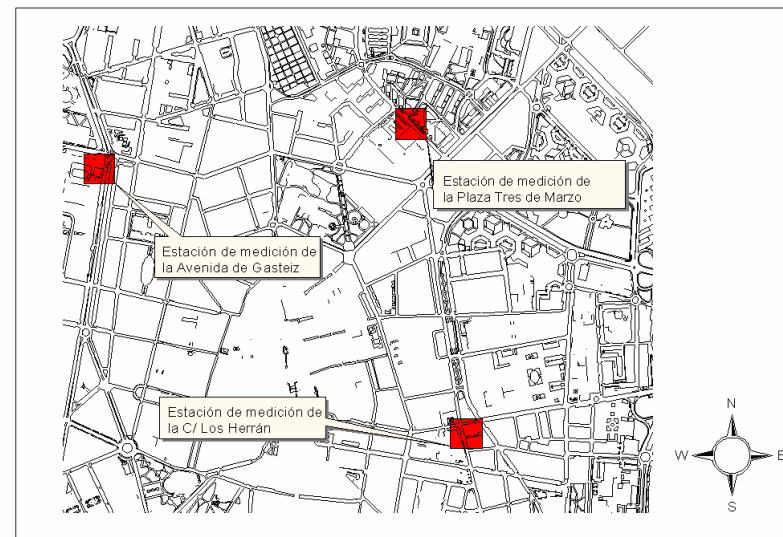 Estación de medición de
la Plaza Tres de Marzo
Estación de medición de
la Avenida de Gasteiz
Estación de medición de
la C/ Los Herrán
N
W
E
S